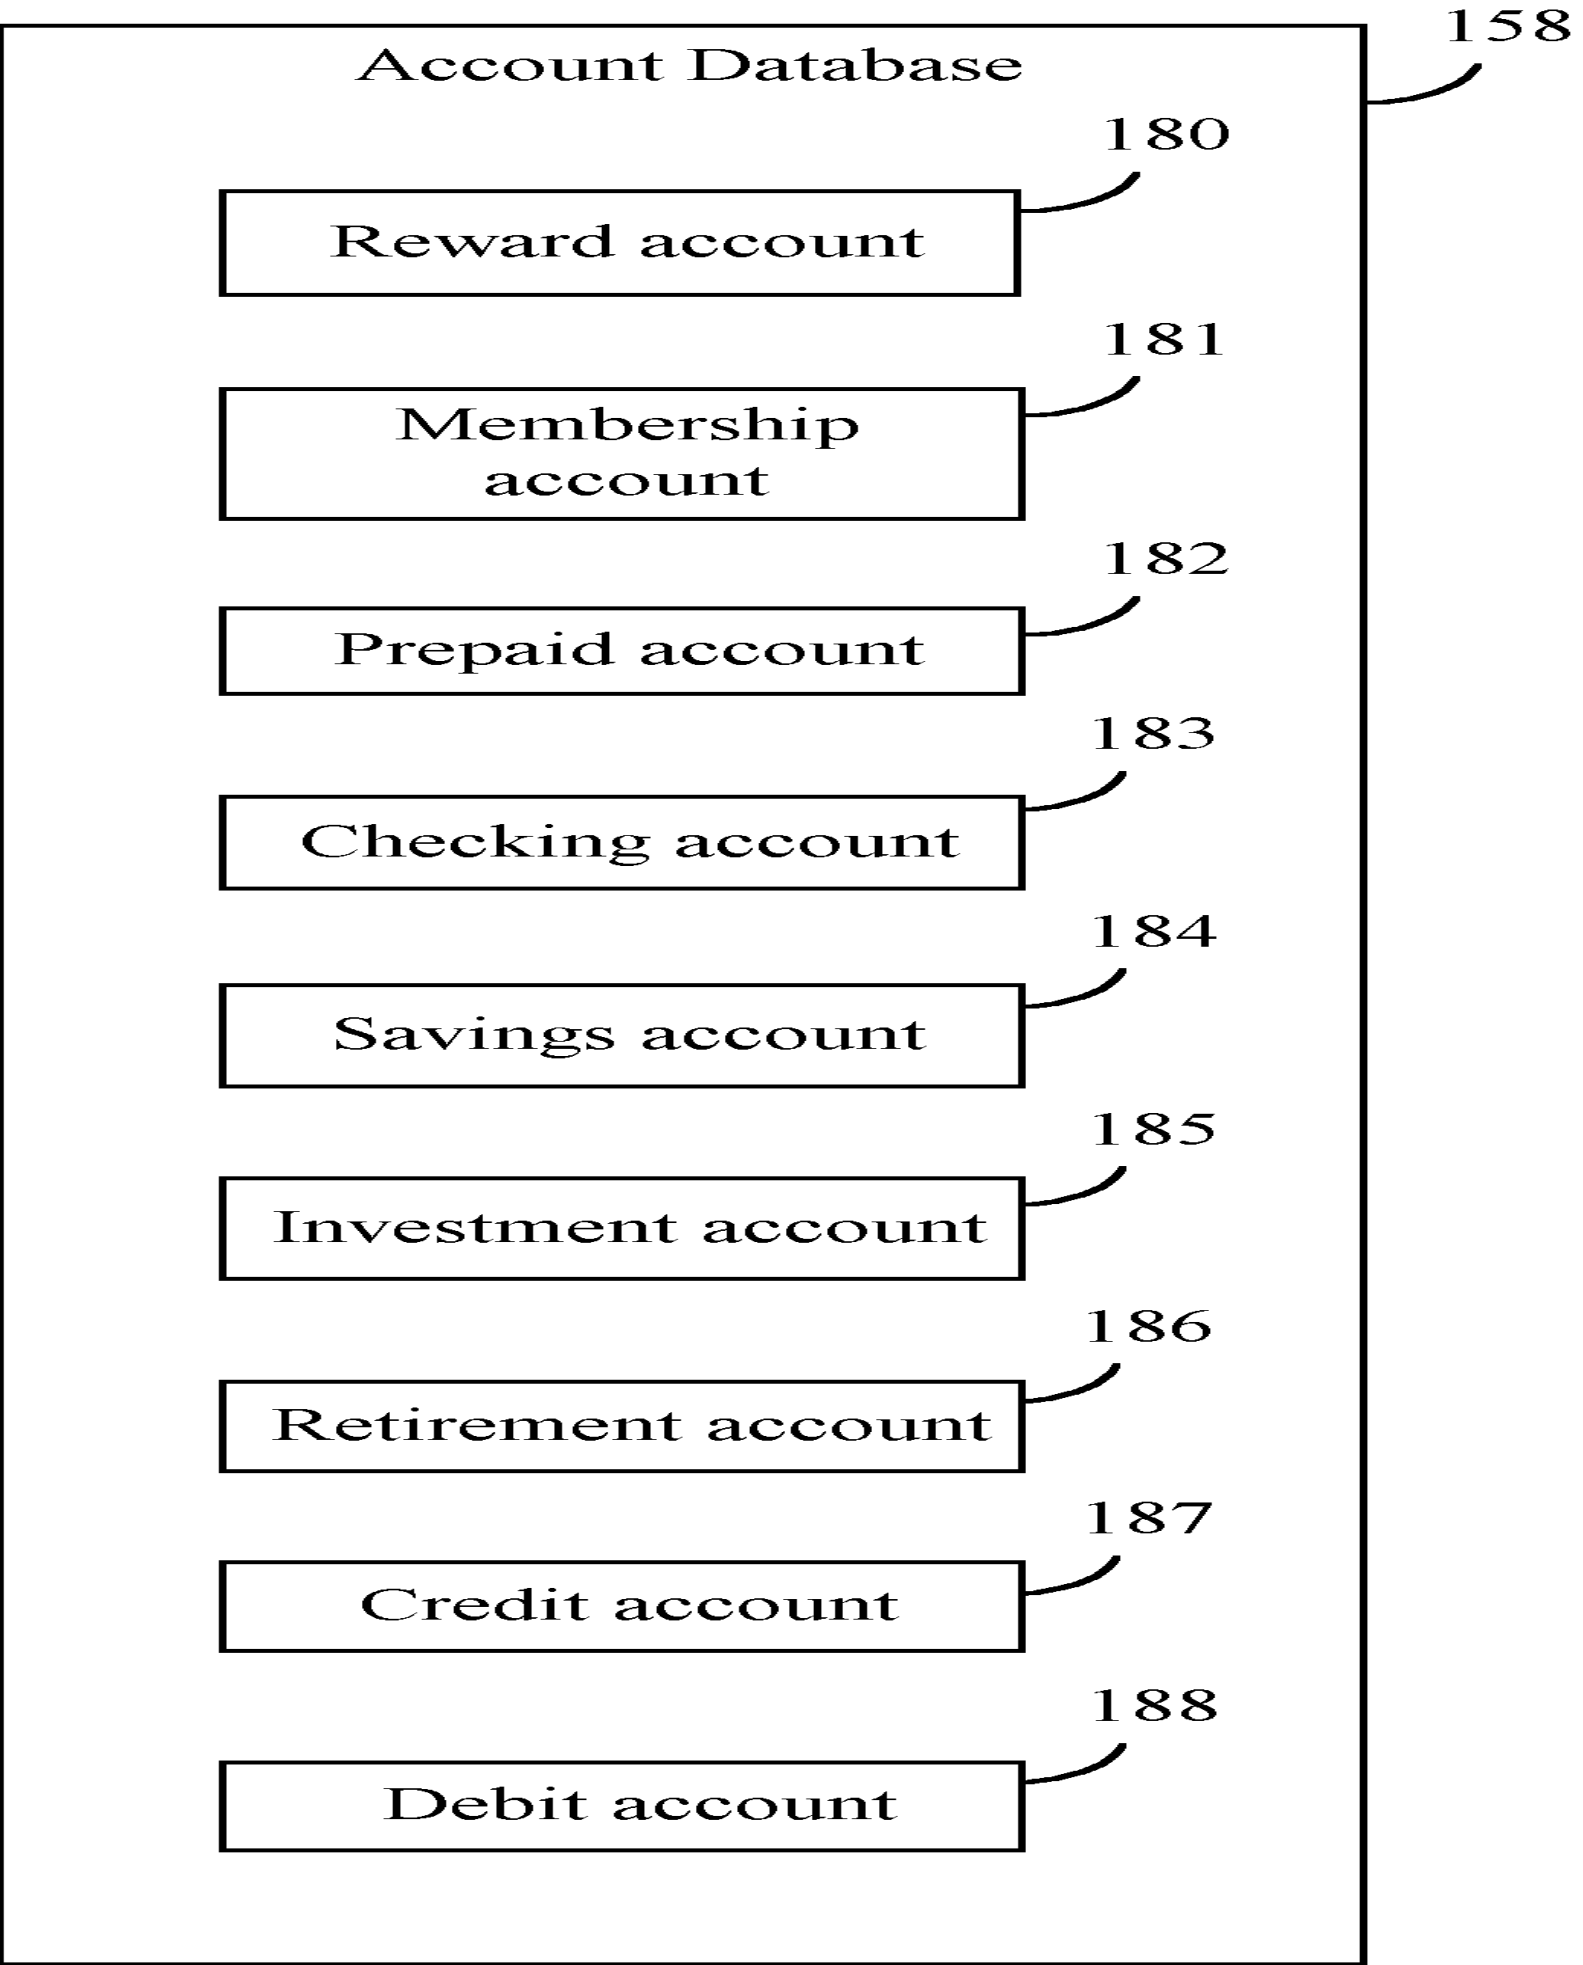 158
Account Database
180
Reward account
181
Membership
account
182
Prepaid account
183
Checking account
184
Savings account
185
Investment account
186
Retirement account
187
Credit account
188
Debit account